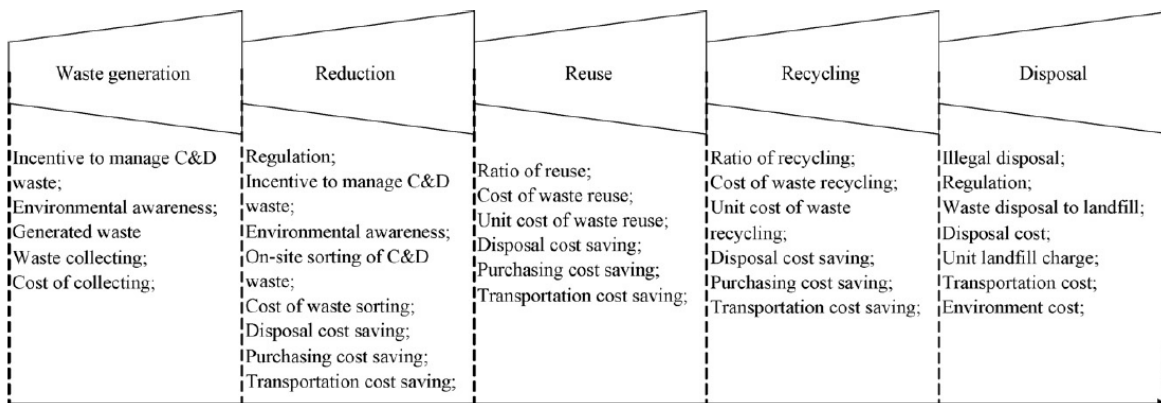 Waste generation
Reduction
Reuse
Recycling
Disposal
Incentive to manage C&D
waste;
Environmental awareness;
Generated waste
Waste collecting;
Cost of collecting;
Regulation;
Incentive to manage C&D
waste;
Environmental awareness;
On-site sorting of C&D
waste;
Cost of waste sorting;
Disposal cost saving;
Purchasing cost saving;
Transportation cost saving;
Ratio of reuse;
Cost of waste reuse;
Unit cost of waste reuse;
Disposal cost saving;
Purchasing cost saving;
Transportation cost saving;
Ratio of recycling;
Cost of waste recycling;
Unit cost of waste
recycling;
Disposal cost saving;
Purchasing cost saving;
Transportation cost saving;
Illegal disposal;
Regulation;
Waste disposal to landfill;
Disposal cost;
Unit landfill charge;
Transportation cost;
Environment cost;